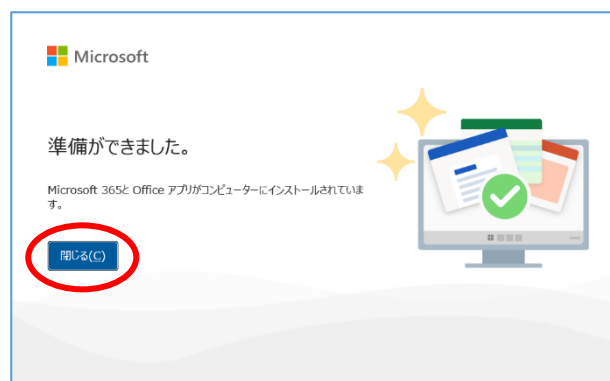 Microsoft
準備ができました。
Microsoft 365と Office アプリがコンピューターにインストールされていま
す。
閉じる(C)